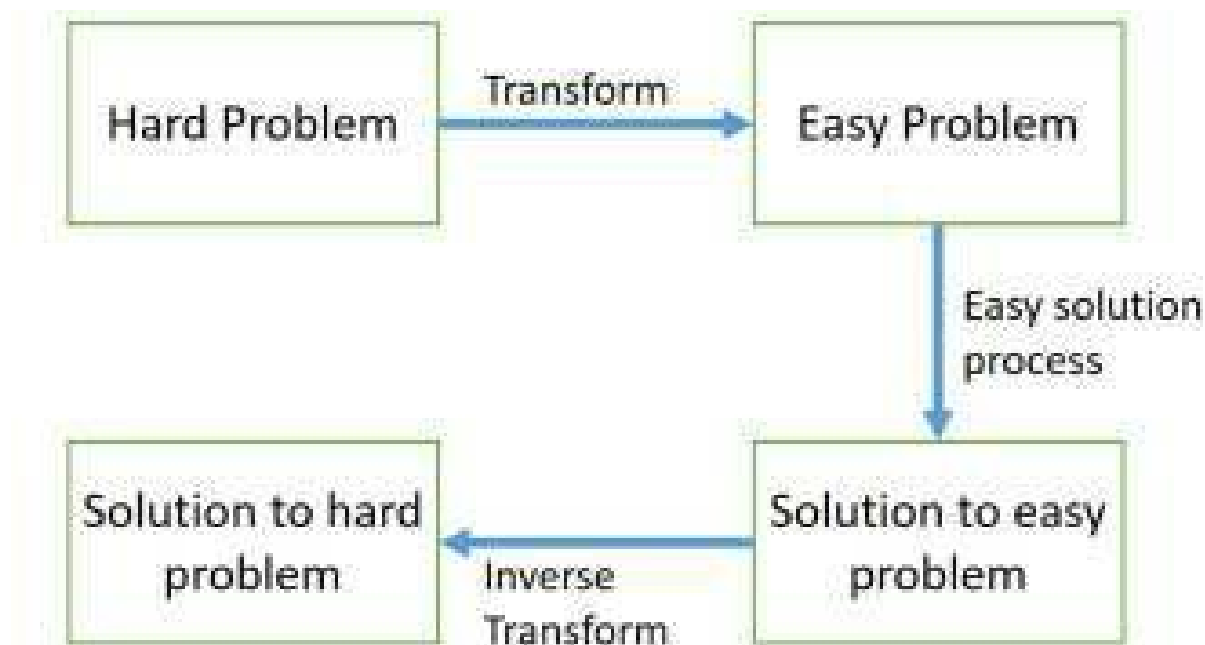 Hard Problem
Transform
Easy Problem
Easy solution
process
Solution to hard
problem
Inverse
Transform
Solution to easy
problem